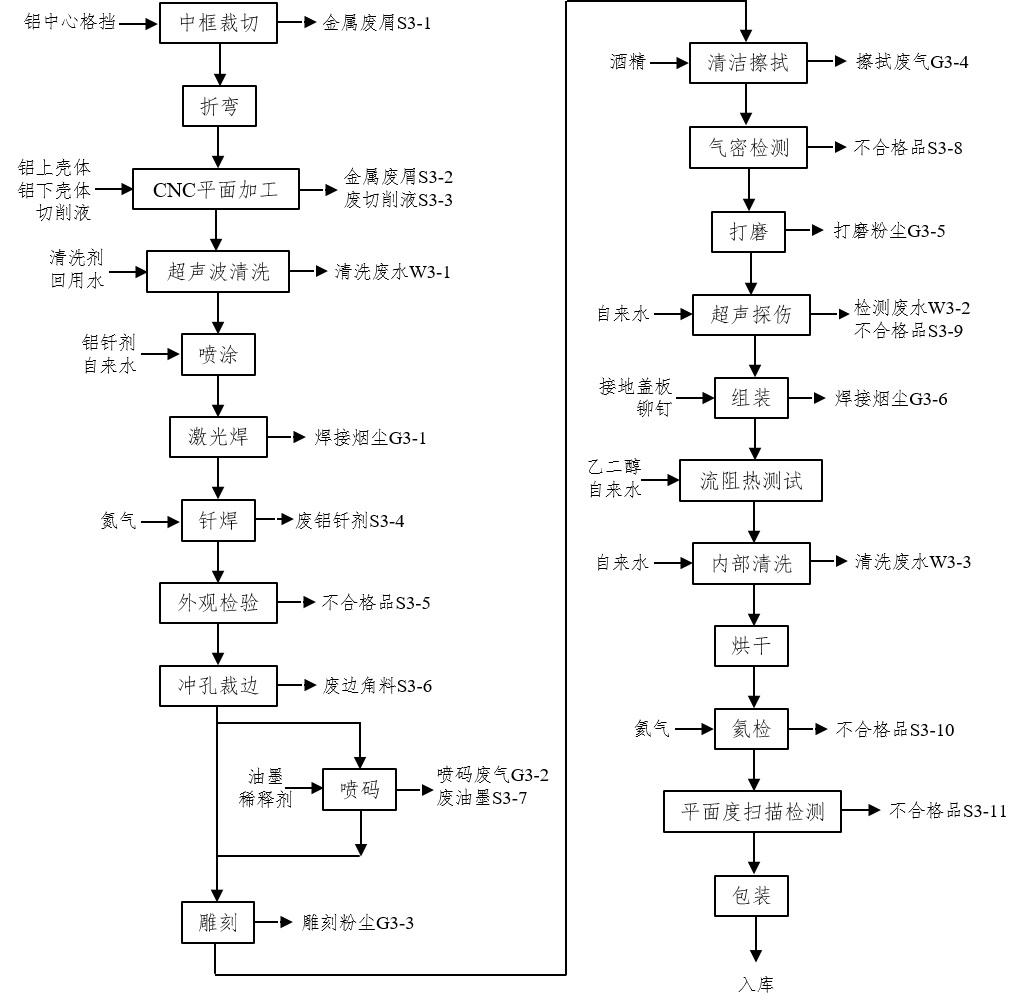 铝中心格挡
中框裁切
金属废屑S3-1
折弯
铝上壳体
铝下壳体
切削液
CNC平面加工
金属废屑S3-2
废切削液S3-3
清洗剂
回用水
超声波清洗
清洗废水W3-1
铝钎剂
自来水
喷涂
激光焊
焊接烟尘G3-1
氮气
钎焊
废铝钎剂S3-4
外观检验
不合格品S3-5
冲孔裁边
废边角料S3-6
油墨
稀释剂
喷码
喷码废气G3-2
废油墨S3-7
雕刻
雕刻粉尘G3-3
酒精
清洁擦拭
擦拭废气G3-4
气密检测
不合格品S3-8
打磨
打磨粉尘G3-5
自来水
超声探伤
检测废水W3-2
不合格品S3-9
接地盖板
铆钉
组装
焊接烟尘G3-6
乙二醇
自来水
流阻热测试
自来水
内部清洗
清洗废水W3-3
烘干
氦气
氦检
不合格品S3-10
平面度扫描检测
不合格品S3-11
包装
入库